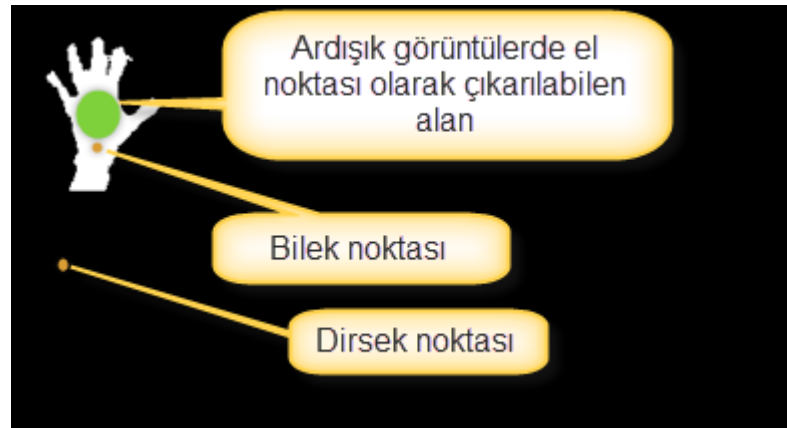 Ardışık görüntülerde el
noktası olarak çıkarılabilen
alan
Bilek noktası
Dirsek noktası